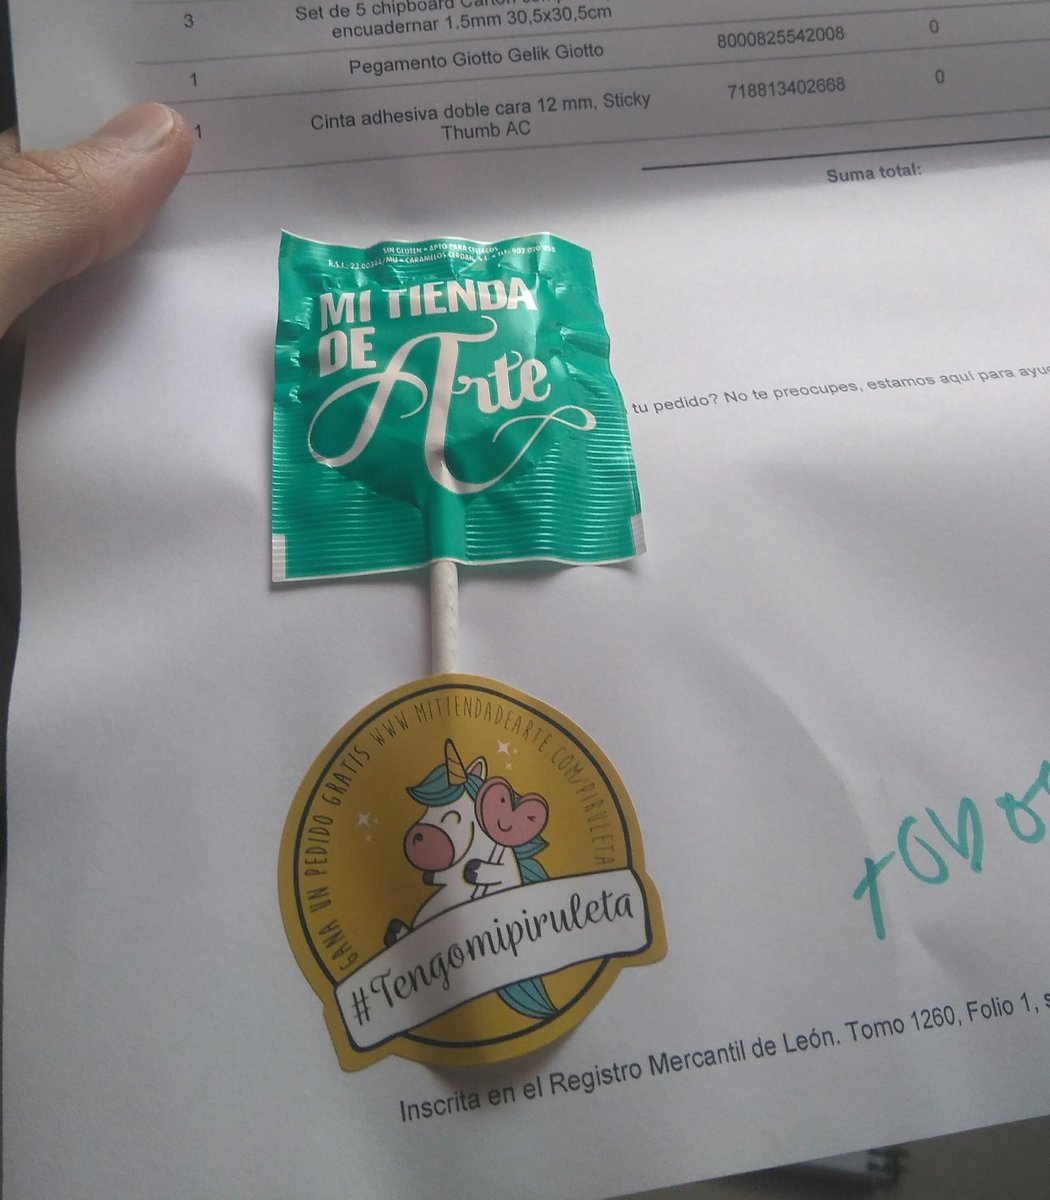 3
Set de 5 chipboard Cartón
encuadernar 1.5mm 30,5x30,5cm
1 Pegamento Giotto Gelik Giotto 8000825542008 0
1 Cinta adhesiva doble cara 12 mm, Sticky 718813402668 0
Thumb AC
Suma total:
SIN GLUTEN • APTO PARA CELIACOS
CARAMELOS CERDAN, S.L.
MI TIENDA
DE
Arte
tu pedido? No te preocupes, estamos aquí para
GANA UN PEDIDO GRATIS WWW MITIENDADEARTE COM/PIRULETA
#Tengomipiruleta
Inscrita en el Registro Mercantil de León. Tomo 1260, Folio 1,